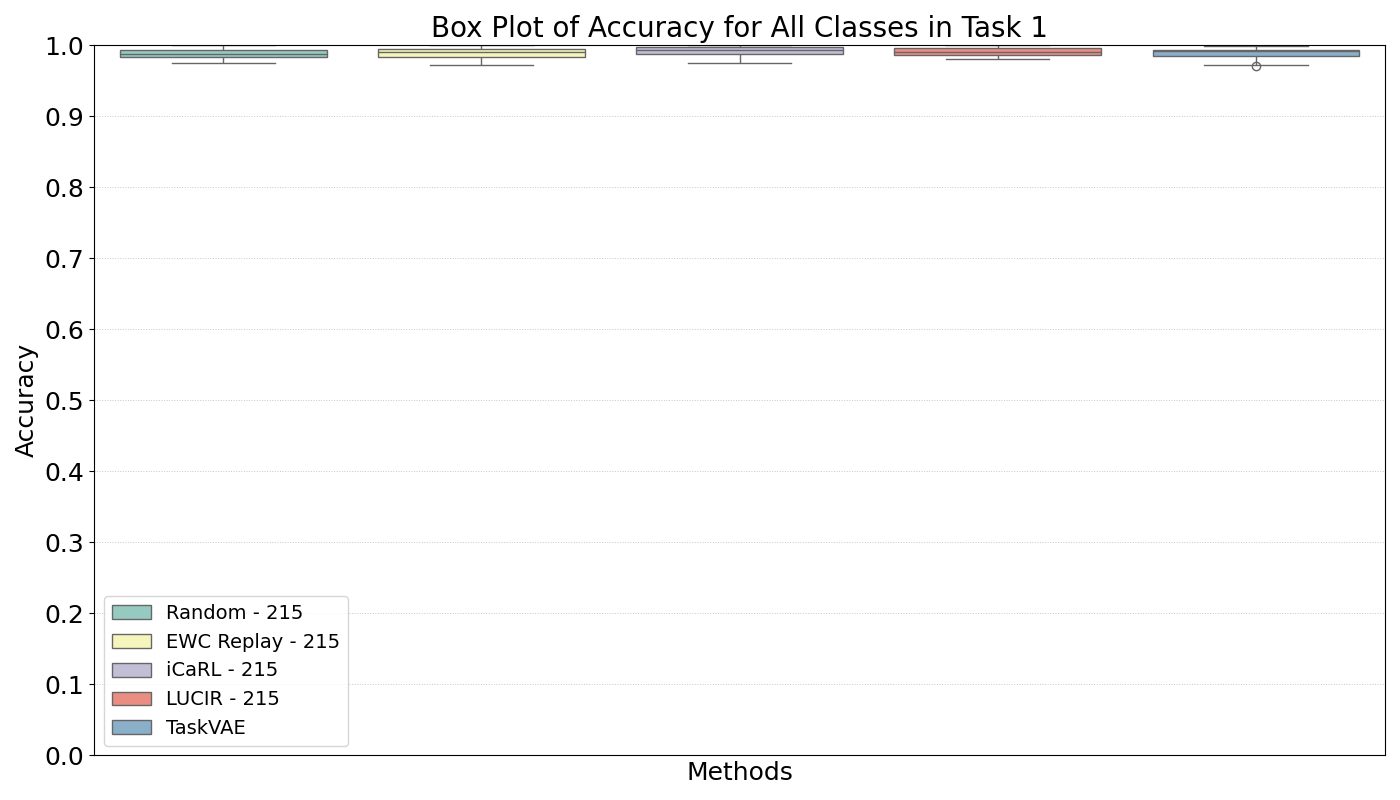 Box Plot of Accuracy for All Classes in Task 1
1.0
0.9
0.8
0.7
0.6
0.5
0.4
0.3
0.2
0.1
0.0
Accuracy
Random - 215
EWC Replay - 215
iCaRL - 215
LUCIR - 215
TaskVAE
Methods